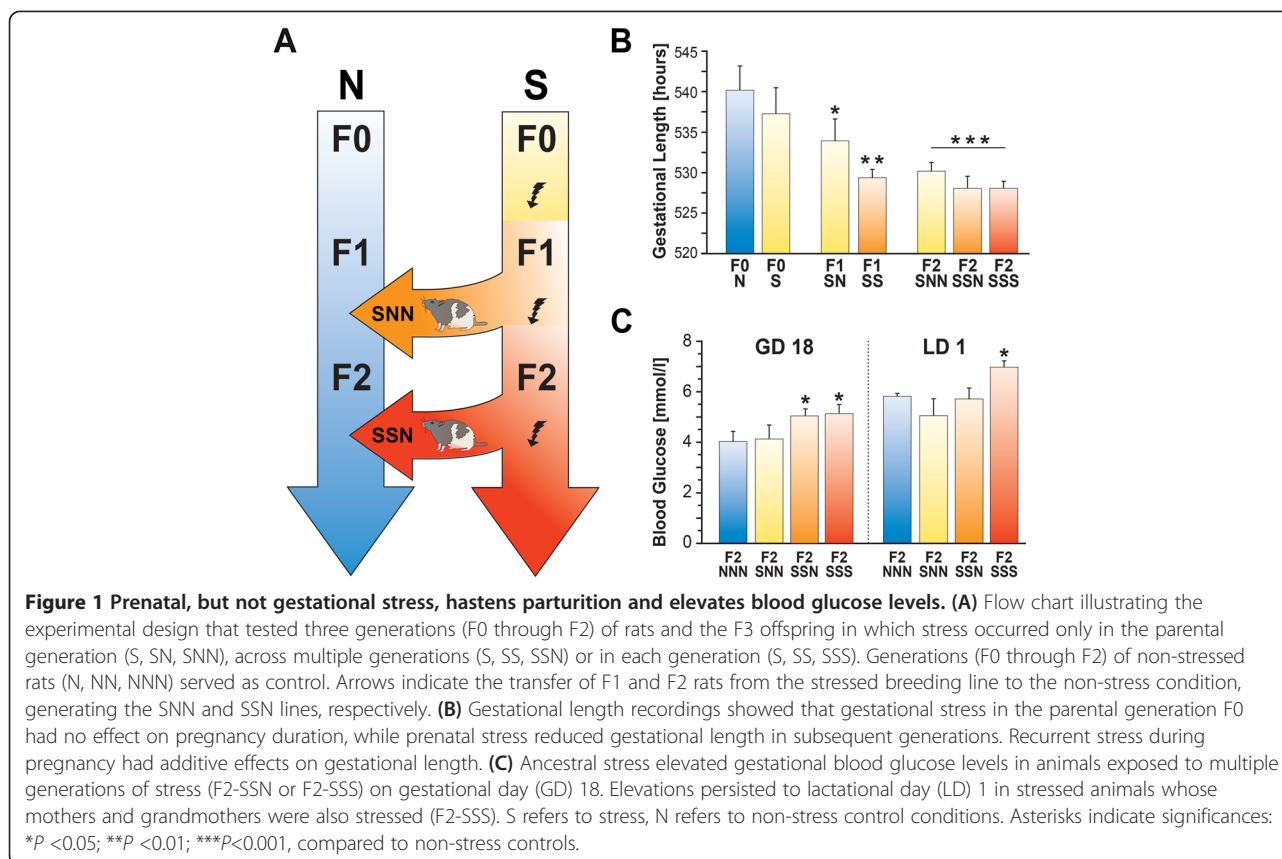 A
N
S
F0
F0
F1
F1
SNN
F2
F2
SSN
B
Gestational Length [hours]
545
540
535
530
525
520
*
**
***
F0 F0 F1 F1 F2 F2 F2
N S SN SS SNN SSN SSS
C
Blood Glucose [mmol/l]
GD 18 LD 1
8
6
4
2
0
* * *
F2 F2 F2 F2 F2 F2 F2 F2
NNN SNN SSN SSS NNN SNN SSN SSS
Figure 1 Prenatal, but not gestational stress, hastens parturition and elevates blood glucose levels. (A) Flow chart illustrating the
experimental design that tested three generations (F0 through F2) of rats and the F3 offspring in which stress occurred only in the parental
generation (S, SN, SNN), across multiple generations (S, SS, SSN) or in each generation (S, SS, SSS). Generations (F0 through F2) of non-stressed
rats (N, NN, NNN) served as control. Arrows indicate the transfer of F1 and F2 rats from the stressed breeding line to the non-stress condition,
generating the SNN and SSN lines, respectively. (B) Gestational length recordings showed that gestational stress in the parental generation F0
had no effect on pregnancy duration, while prenatal stress reduced gestational length in subsequent generations. Recurrent stress during
pregnancy had additive effects on gestational length. (C) Ancestral stress elevated gestational blood glucose levels in animals exposed to multiple
generations of stress (F2-SSN or F2-SSS) on gestational day (GD) 18. Elevations persisted to lactational day (LD) 1 in stressed animals whose
mothers and grandmothers were also stressed (F2-SSS). S refers to stress, N refers to non-stress control conditions. Asterisks indicate significances:
*P <0.05; **P <0.01; ***P<0.001, compared to non-stress controls.